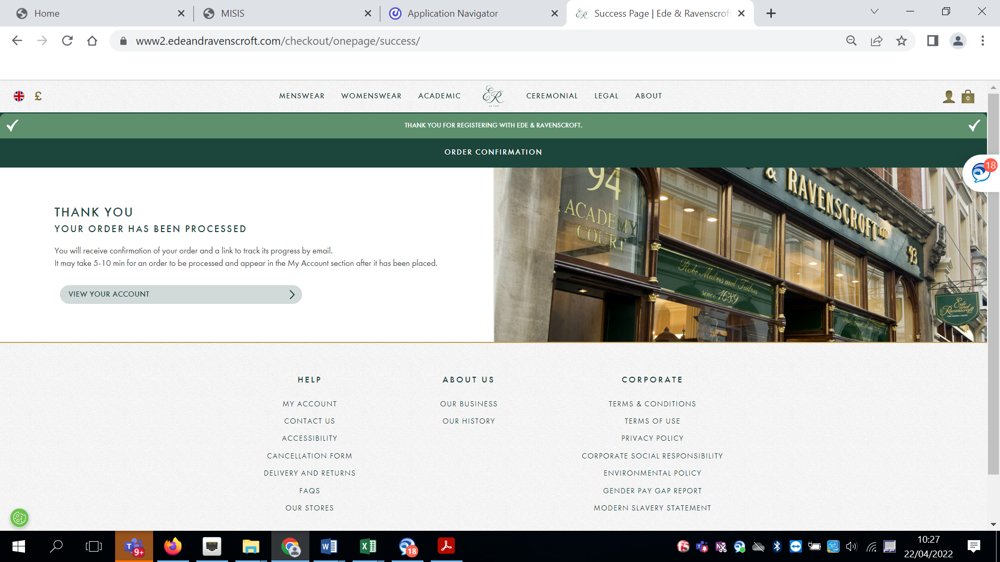 Home
MISIS
Application Navigator
Success Page | Ede & Ravenscrof
www2.edeandravenscroft.com/checkout/onepage/success/
£
MENSWEAR
WOMENSWEAR
ACADEMIC
ER
CEREMONIAL
LEGAL
ABOUT
0
THANK YOU FOR REGISTERING WITH EDE & RAVENSCROFT.
ORDER CONFIRMATION
18
THANK YOU
YOUR ORDER HAS BEEN PROCESSED
You will receive confirmation of your order and a link to track its progress by email.
It may take 5-10 min for an order to be processed and appear in the My Account section after it has been placed.
VIEW YOUR ACCOUNT
94
ACADEMY
COURT
& RAVENSCROFT LTD
93
Robe Makers and Tailors
since 1689
Ede
and
Ravenscroft
HELP
MY ACCOUNT
CONTACT US
ACCESSIBILITY
CANCELLATION FORM
DELIVERY AND RETURNS
FAQS
OUR STORES
ABOUT US
OUR BUSINESS
OUR HISTORY
CORPORATE
TERMS & CONDITIONS
TERMS OF USE
PRIVACY POLICY
CORPORATE SOCIAL RESPONSIBILITY
ENVIRONMENTAL POLICY
GENDER PAY GAP REPORT
MODERN SLAVERY STATEMENT
9+
18
10:27
22/04/2022